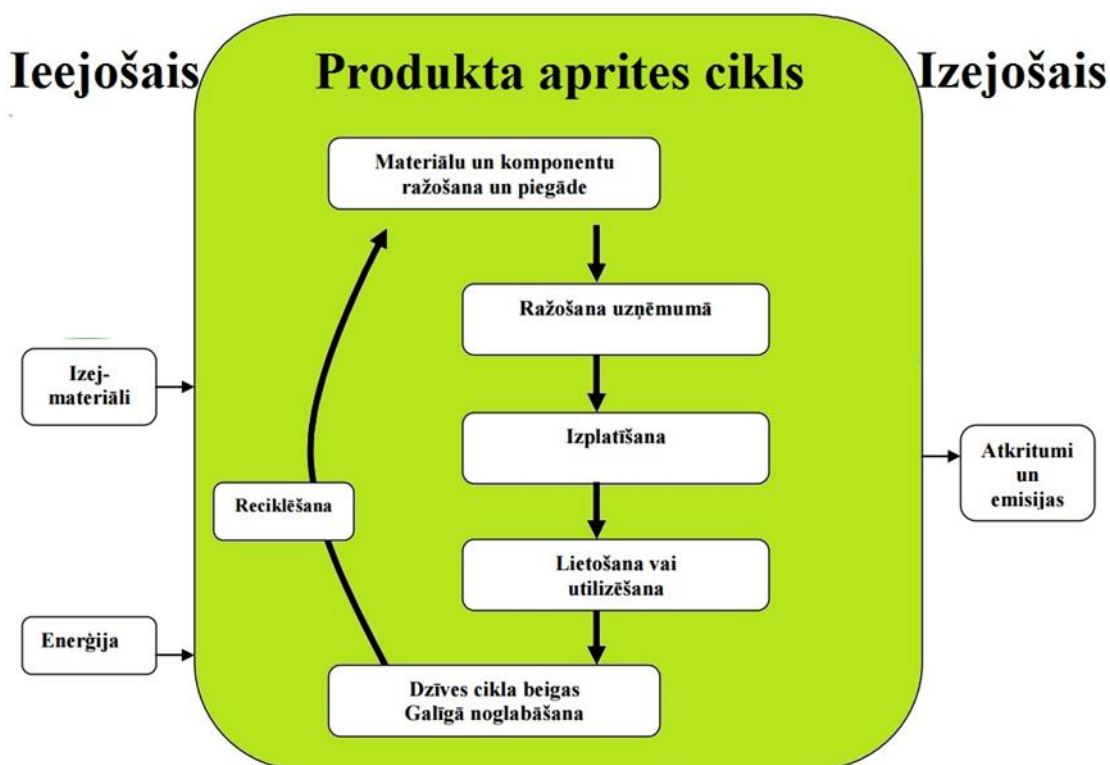 Ieejošais
Produkta aprites cikls
Izejošais
Materiālu un komponentu
ražošana un piegāde
Ražošana uzņēmumā
Izej-
materiāli
Izplatīšana
Atkritumi
un
emisijas
Reciklēšana
Lietošana vai
utilizēšana
Enerģija
Dzīves cikla beigas
Galīgā noglabāšana